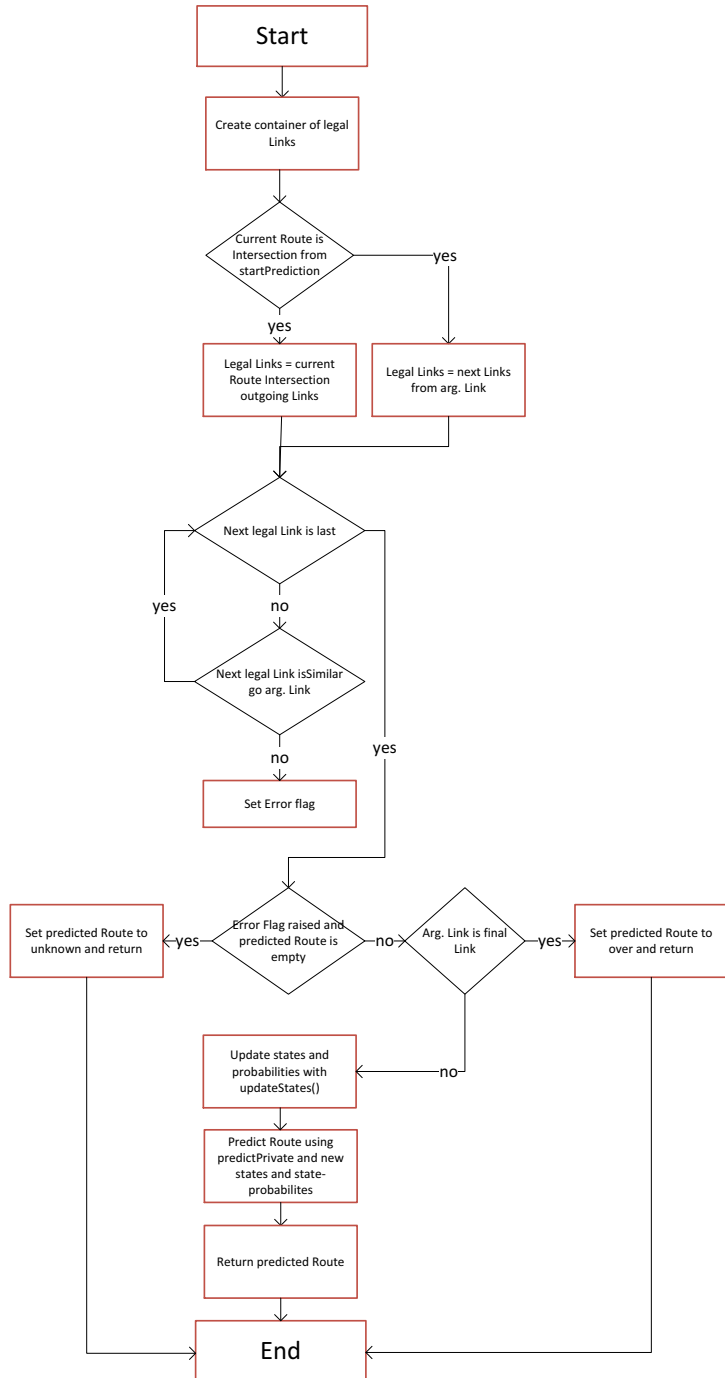 Start
Create container of legal
Links
Current Route is
Intersection from
startPrediction
yes
yes
Legal Links = current
Route Intersection
outgoing Links
Legal Links = next Links
from arg. Link
Next legal Link is last
yes
no
Next legal Link isSimilar
go arg. Link
yes
no
Set Error flag
Set predicted Route to
unknown and return
yes
Error Flag raised and
predicted Route is
empty
no
Arg. Link is final
Link
yes
Set predicted Route to
over and return
Update states and
probabilities with
updateStates()
no
Predict Route using
predictPrivate and new
states and state-
probabilites
Return predicted Route
End